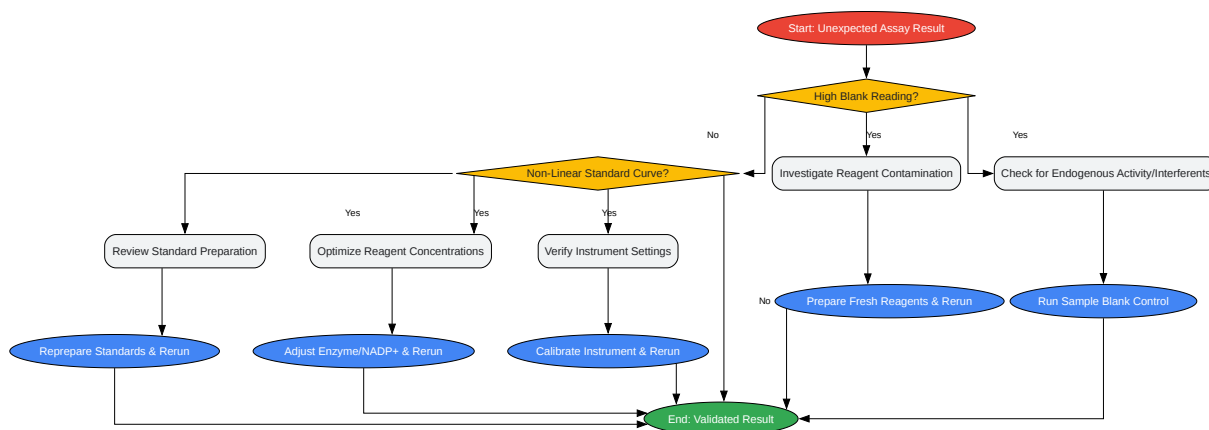 Start: Unexpected Assay Result
High Blank Reading?
No
Yes
Yes
Non-Linear Standard Curve?
Investigate Reagent Contamination
Check for Endogenous Activity/Interferents
Yes
Yes
Yes
Review Standard Preparation
Optimize Reagent Concentrations
Verify Instrument Settings
No
Prepare Fresh Reagents & Rerun
Run Sample Blank Control
Reprepare Standards & Rerun
Adjust Enzyme/NADP+ & Rerun
Calibrate Instrument & Rerun
End: Validated Result